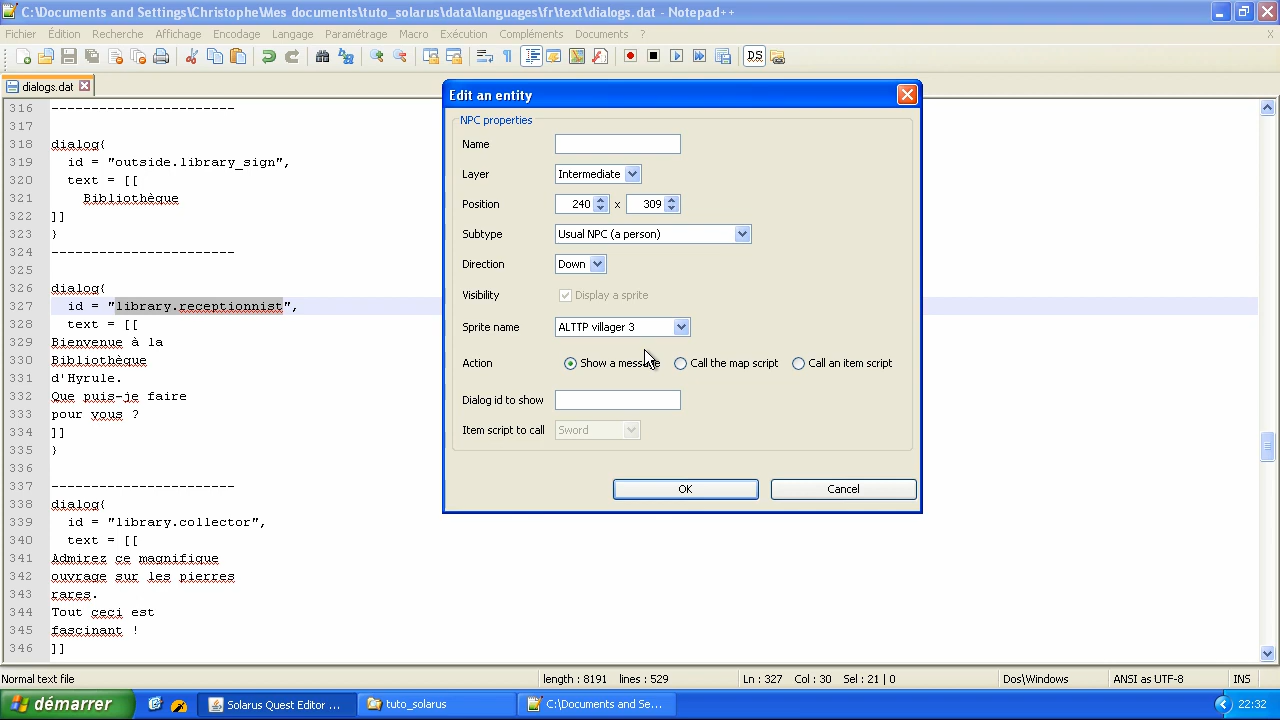 C:\Documents and Settings\Christophe\Mes documents\tuto_solarus\data\languages\fr\text\dialogs.dat - Notepad++
Fichier Édition Recherche Affichage Encodage Langage Paramétrage Macro Exécution Compléments Documents ? X
dialogs.dat
316 -----------------------
317
318 dialog{
319 id = "outside.library_sign",
320 text = [[
321 Bibliothèque
322 ]]
323 }
324 -----------------------
325
326 dialog{
327 id = "library.receptionnist",
328 text = [[
329 Bienvenue à la
330 Bibliothèque
331 d'Hyrule.
332 Que puis-je faire
333 pour vous ?
334 ]]
335 }
336
337 -----------------------
338 dialog{
339 id = "library.collector",
340 text = [[
341 Admirez ce magnifique
342 ouvrage sur les pierres
343 rares.
344 Tout ceci est
345 fascinant !
346 ]]
Edit an entity
NPC properties
Name
Layer Intermediate
Position 240 x 309
Subtype Usual NPC (a person)
Direction Down
Visibility Display a sprite
Sprite name ALTTP villager 3
Action Show a message Call the map script Call an item script
Dialog id to show
Item script to call Sword
OK Cancel
Normal text file length : 8191 lines : 529 Ln : 327 Col : 30 Sel : 21 | 0 Dos\Windows ANSI as UTF-8 INS
démarrer Solarus Quest Editor ... tuto_solarus C:\Documents and Se... 22:32